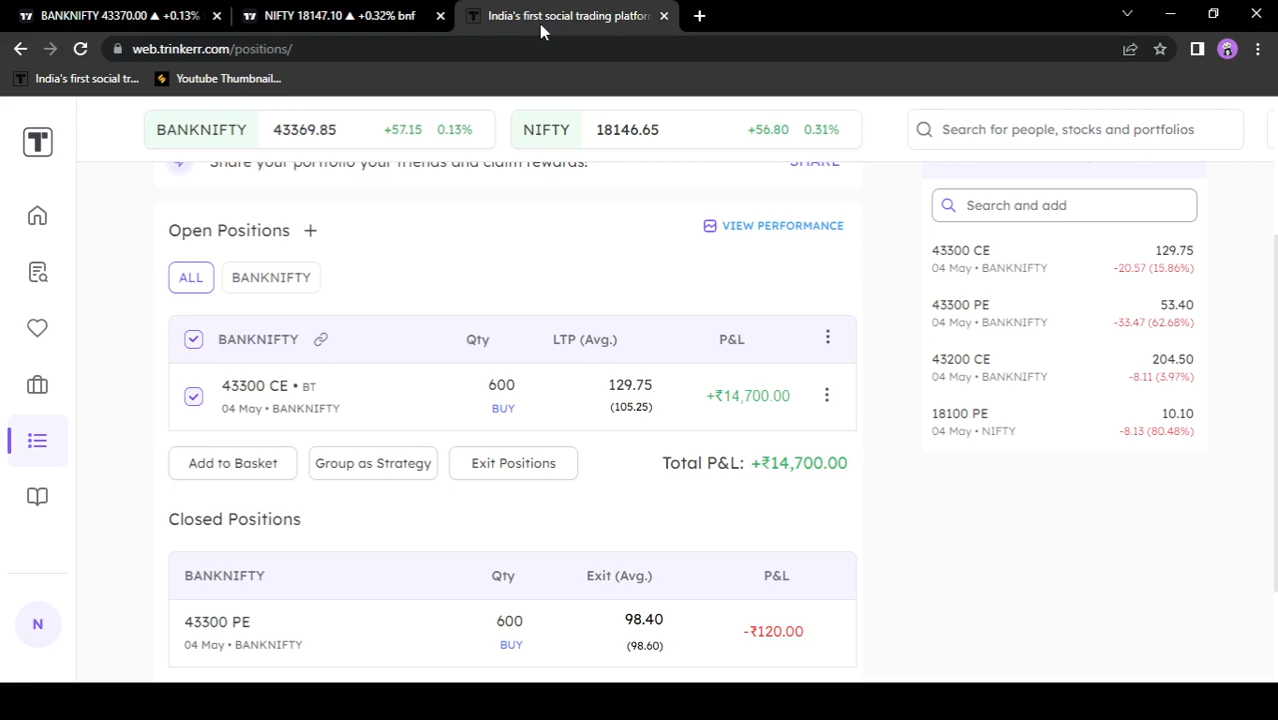 BANKNIFTY 43370.00 ▲ +0.13%
NIFTY 18147.10 ▲ +0.32% bnf
India's first social trading platfor
web.trinkerr.com/positions/
India's first social tr...
Youtube Thumbnail...
BANKNIFTY 43369.85 +57.15 0.13%
NIFTY 18146.65 +56.80 0.31%
Search for people, stocks and portfolios
Share your portfolio your friends and claim rewards!
SHARE
Open Positions +
VIEW PERFORMANCE
ALL BANKNIFTY
BANKNIFTY Qty LTP (Avg.) P&L
43300 CE • BT 600 129.75 +₹14,700.00
04 May • BANKNIFTY BUY (105.25)
Add to Basket Group as Strategy Exit Positions Total P&L: +₹14,700.00
Closed Positions
BANKNIFTY Qty Exit (Avg.) P&L
43300 PE 600 98.40 -₹120.00
04 May • BANKNIFTY BUY (98.60)
Search and add
43300 CE 129.75
04 May • BANKNIFTY -20.57 (15.86%)
43300 PE 53.40
04 May • BANKNIFTY -33.47 (62.68%)
43200 CE 204.50
04 May • BANKNIFTY -8.11 (3.97%)
18100 PE 10.10
04 May • NIFTY -8.13 (80.48%)
N